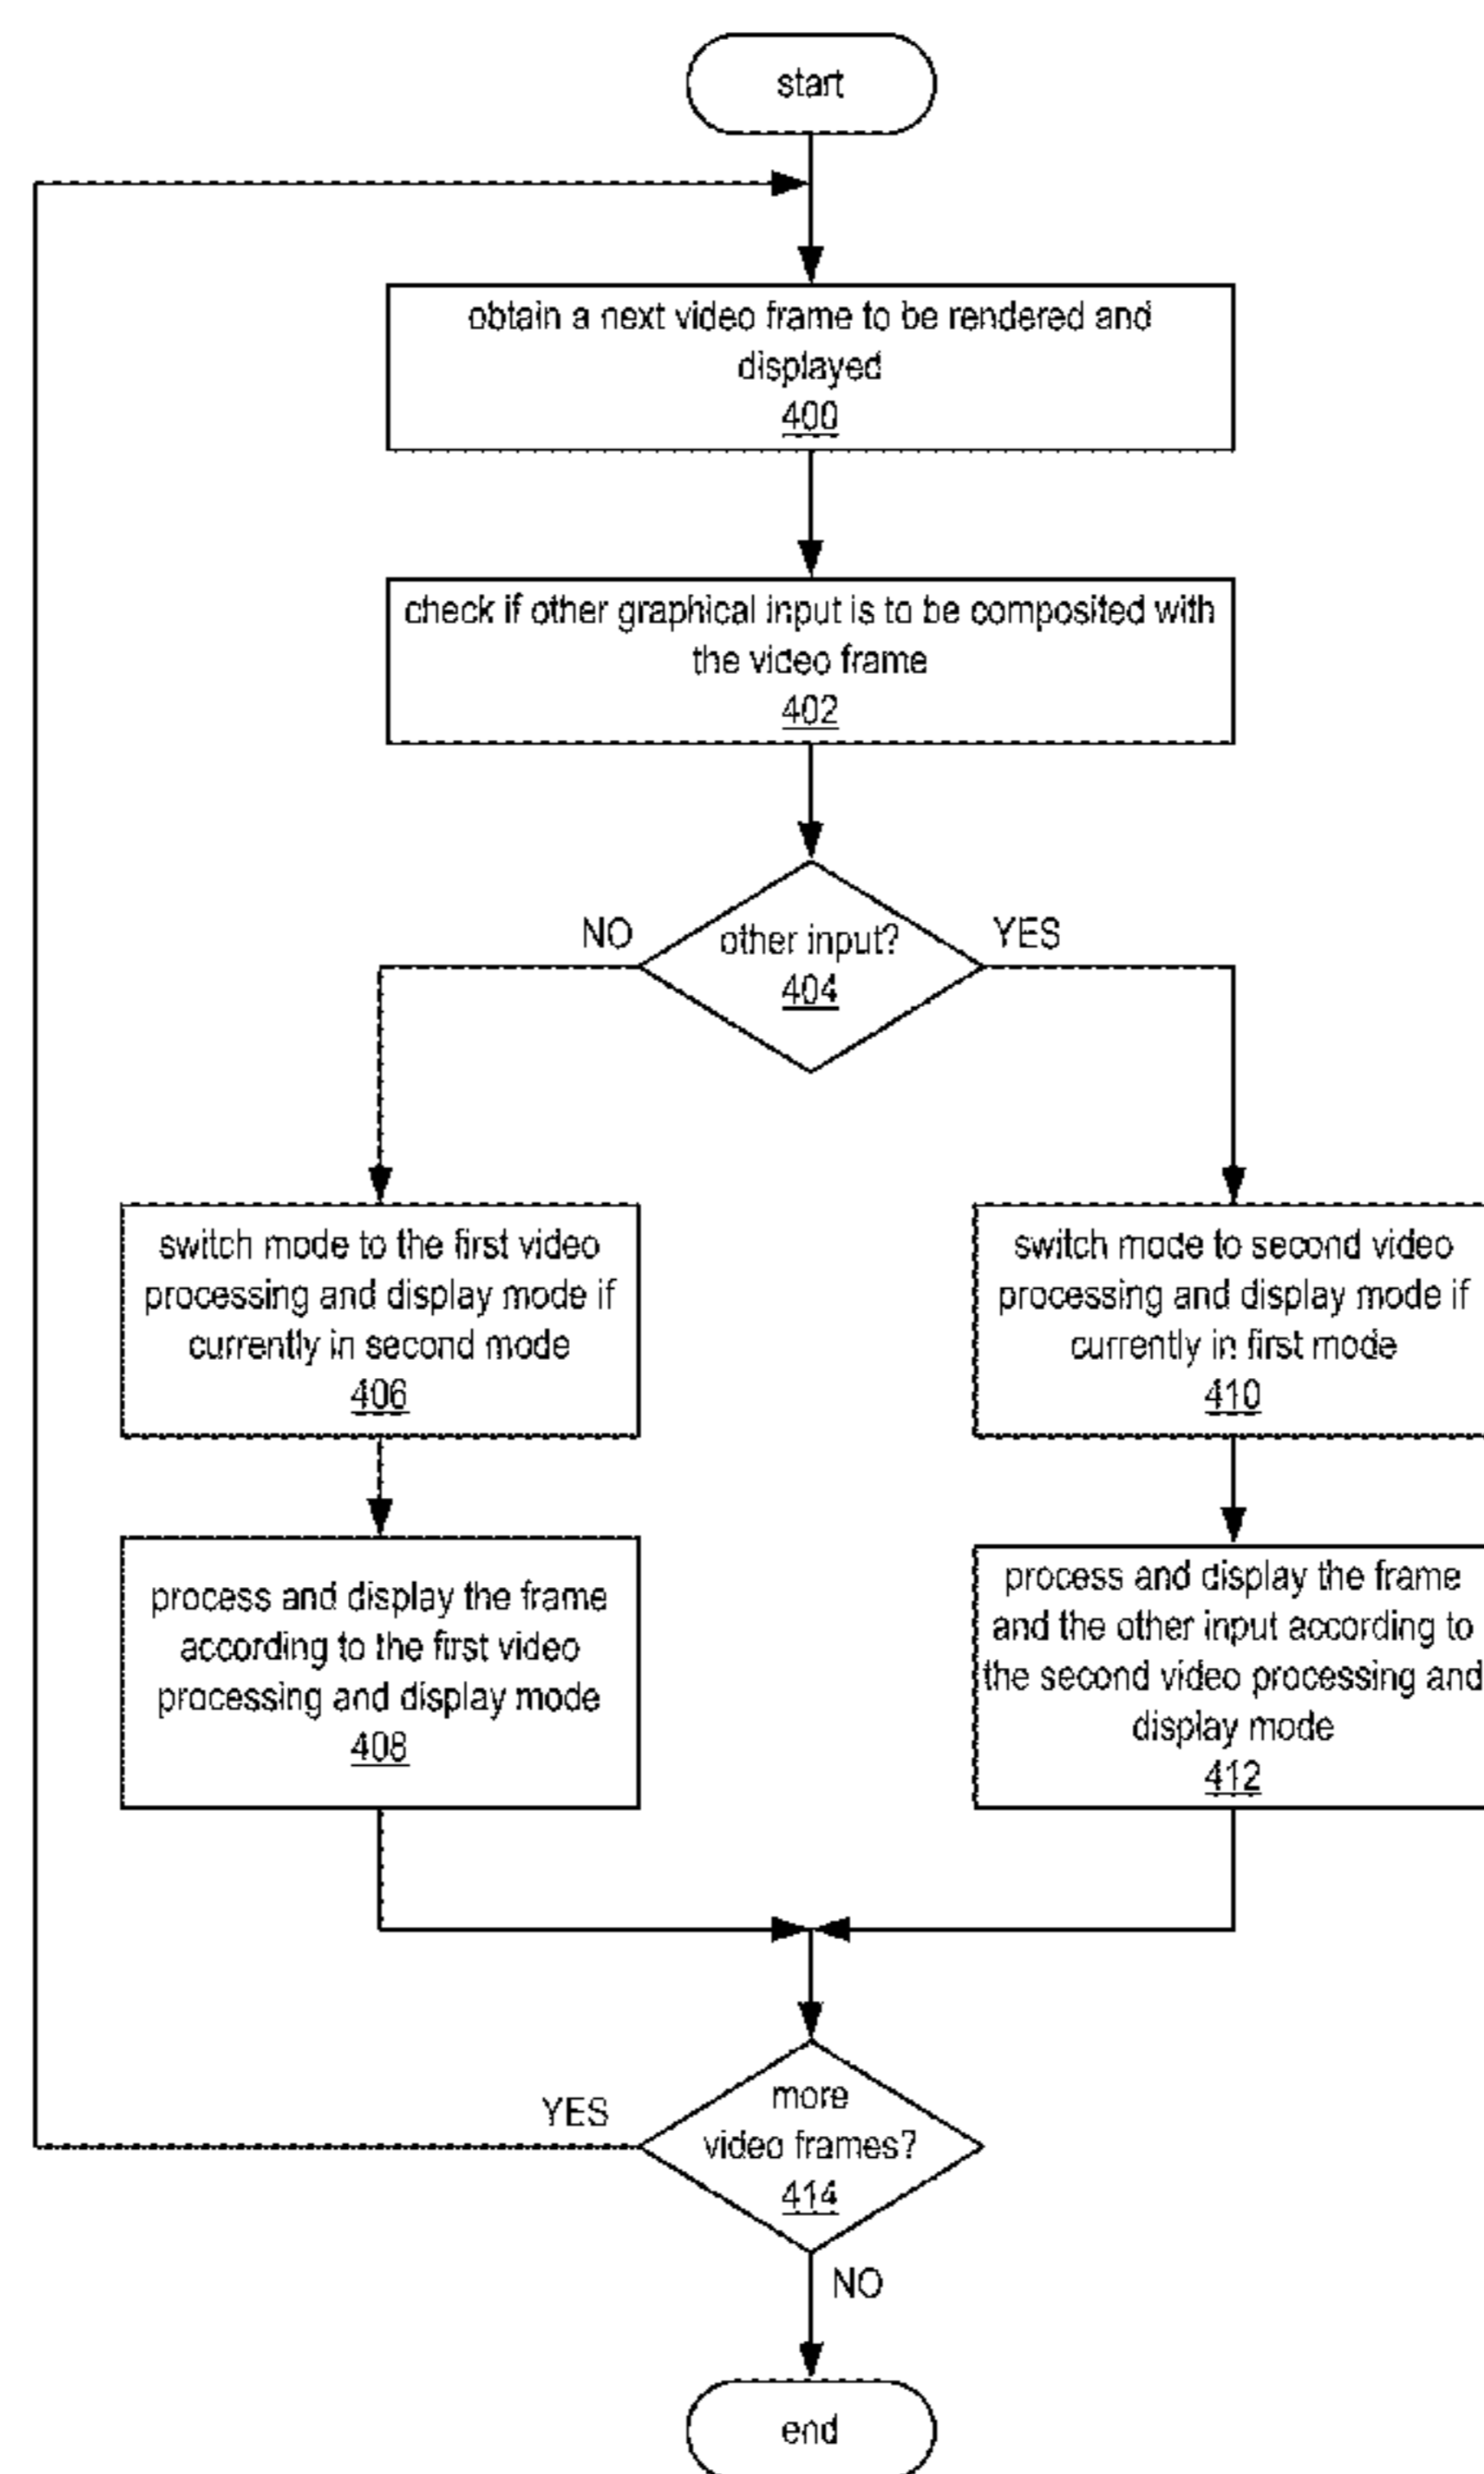 start
obtain a next video frame to be rendered and
displayed
400
check if other graphical input is to be composited with
the video frame
402
NO
other input?
404
YES
switch mode to the first video
processing and display mode if
currently in second mode
406
switch mode to second video
processing and display mode if
currently in first mode
410
process and display the frame
according to the first video
processing and display mode
408
process and display the frame
and the other input according to
the second video processing and
display mode
412
YES
more
video frames?
414
NO
end